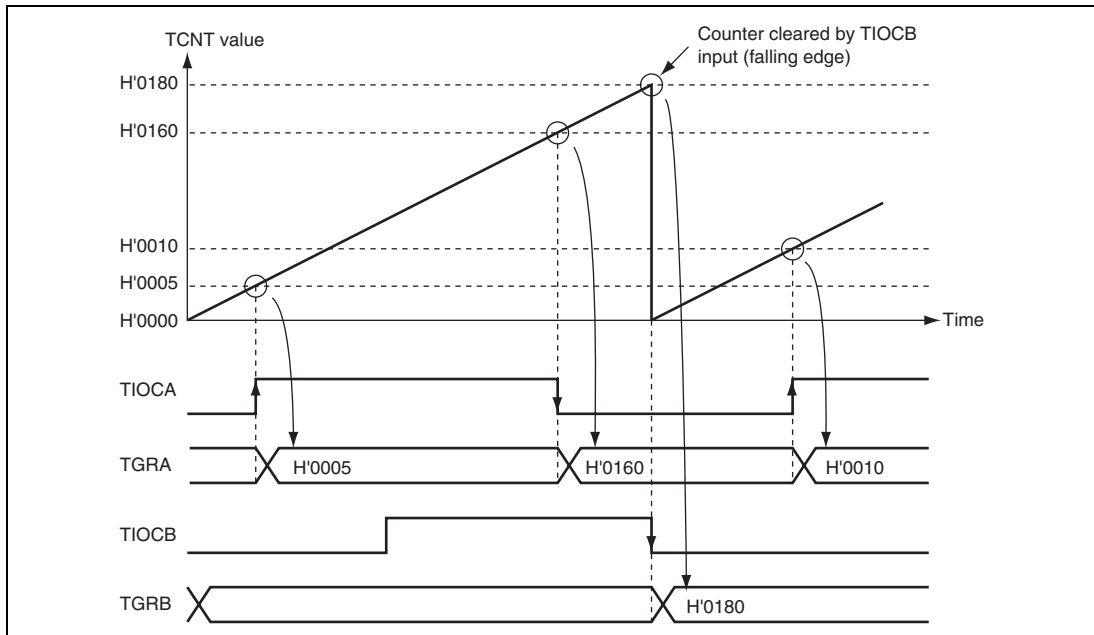 TCNT value
Counter cleared by TIOCB
input (falling edge)
H'0180
H'0160
H'0010
H'0005
H'0000
Time
TIOCA
TGRA
H'0005
H'0160
H'0010
TIOCB
TGRB
H'0180